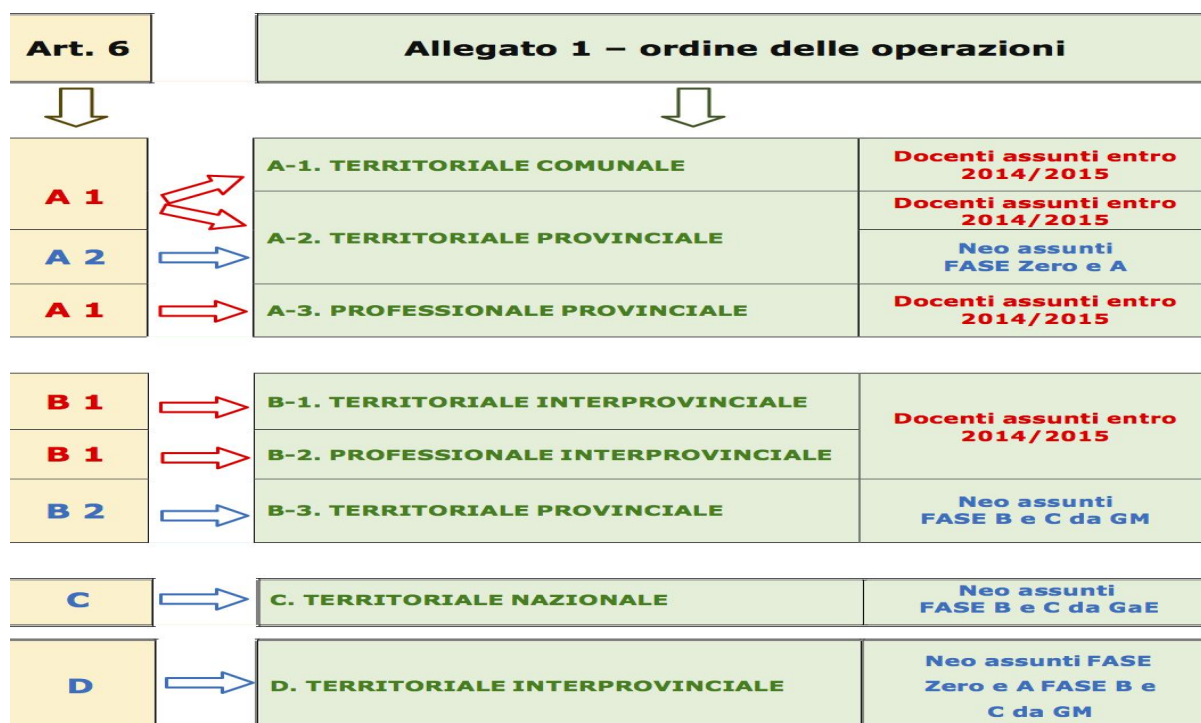 Art. 6
Allegato 1 – ordine delle operazioni
A 1
A-1. TERRITORIALE COMUNALE
Docenti assunti entro
2014/2015
A-2. TERRITORIALE PROVINCIALE
Docenti assunti entro
2014/2015
A 2
Neo assunti
FASE Zero e A
A 1
A-3. PROFESSIONALE PROVINCIALE
Docenti assunti entro
2014/2015
B 1
B-1. TERRITORIALE INTERPROVINCIALE
Docenti assunti entro
2014/2015
B 1
B-2. PROFESSIONALE INTERPROVINCIALE
B 2
B-3. TERRITORIALE PROVINCIALE
Neo assunti
FASE B e C da GM
C
C. TERRITORIALE NAZIONALE
Neo assunti
FASE B e C da GaE
D
D. TERRITORIALE INTERPROVINCIALE
Neo assunti FASE
Zero e A FASE B e
C da GM